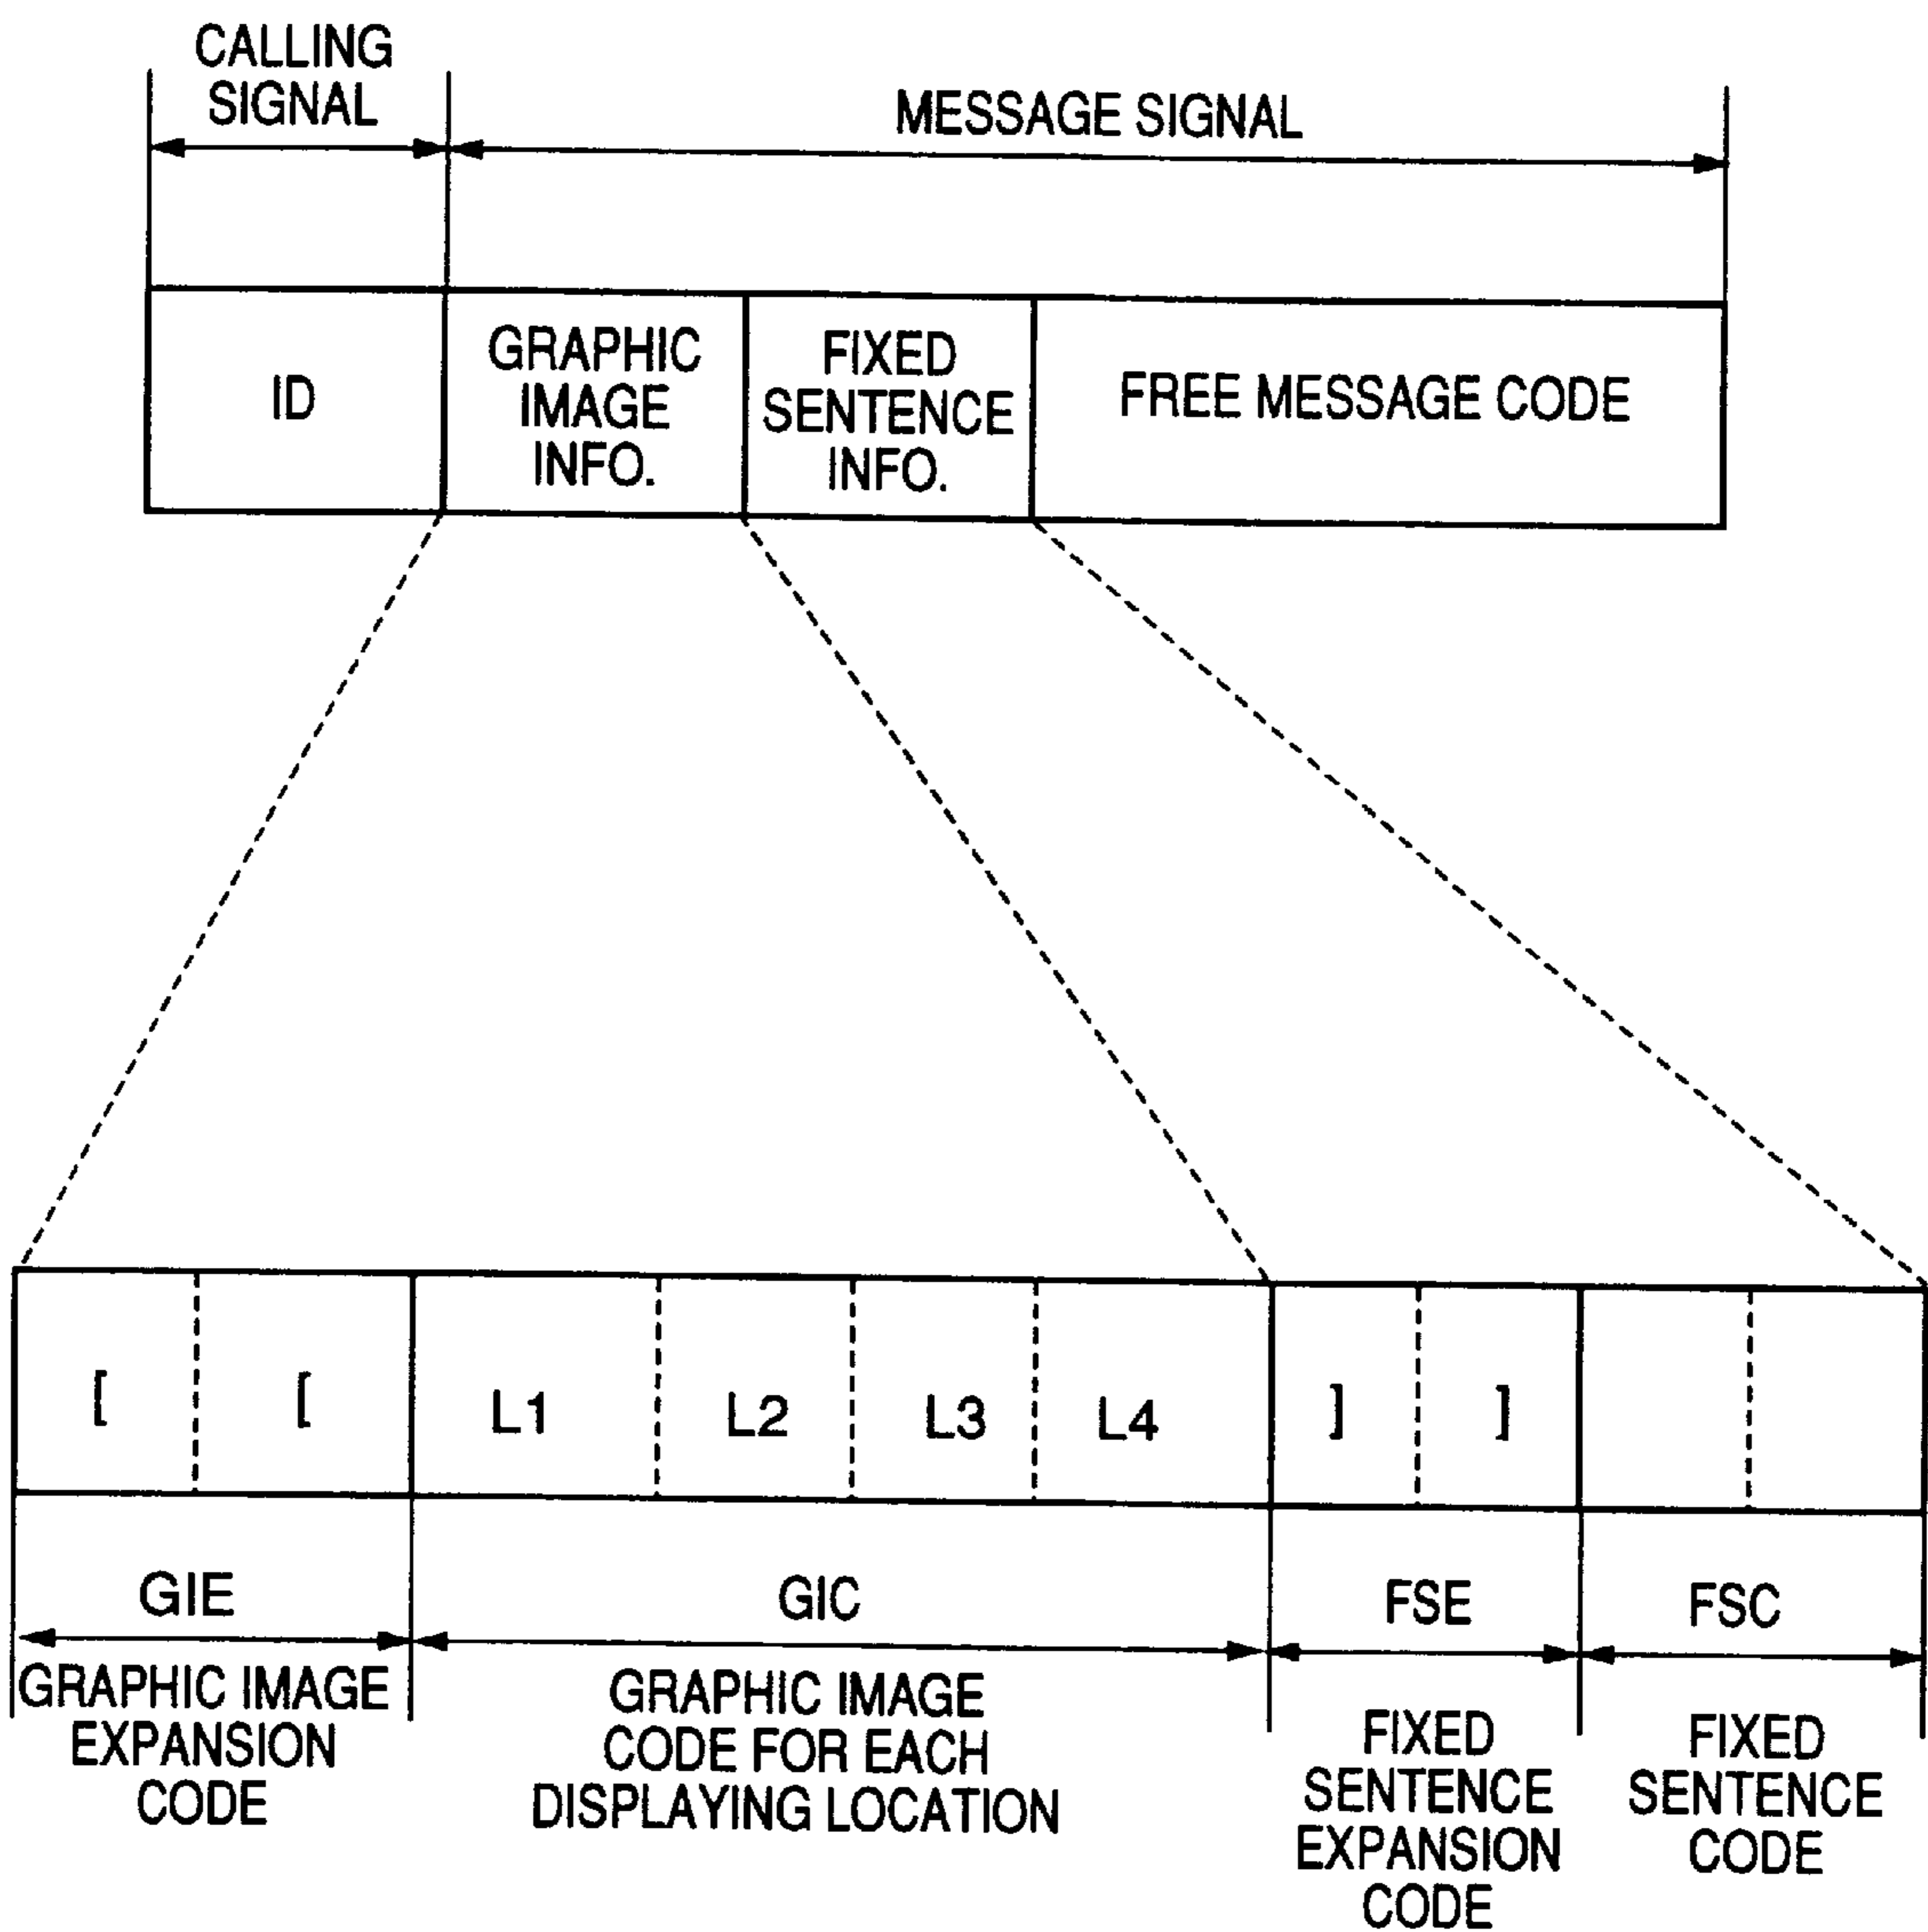 CALLING
SIGNAL
MESSAGE SIGNAL
ID
GRAPHIC
IMAGE
INFO.
FIXED
SENTENCE
INFO.
FREE MESSAGE CODE
[ [ L1 L2 L3 L4 ] ]
GIE GIC FSE FSC
GRAPHIC IMAGE
EXPANSION
CODE
GRAPHIC IMAGE
CODE FOR EACH
DISPLAYING LOCATION
FIXED
SENTENCE
EXPANSION
CODE
FIXED
SENTENCE
CODE